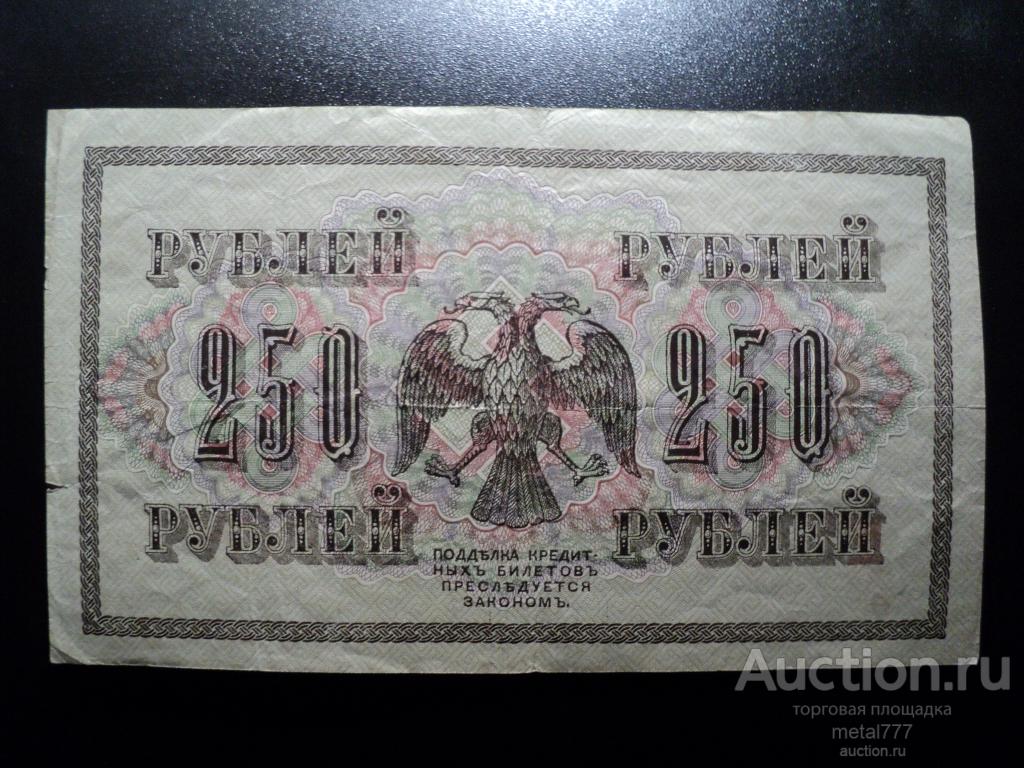 РУБЛЕЙ РУБЛЕЙ
250 250
РУБЛЕЙ РУБЛЕЙ
ПОДДѢЛКА КРЕДИТ-
НЫХЪ БИЛЕТОВЪ
ПРЕСЛѢДУЕТСЯ
ЗАКОНОМЪ.
Auction.ru
торговая площадка
metal777
auction.ru